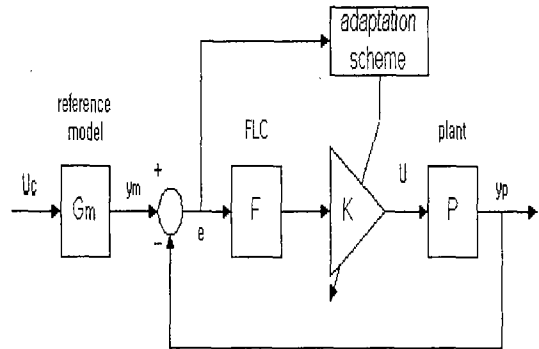 adaptation
scheme
reference
model
FLC
plant
+
Uc
Gm
ym
e
F
K
U
P
yp
−